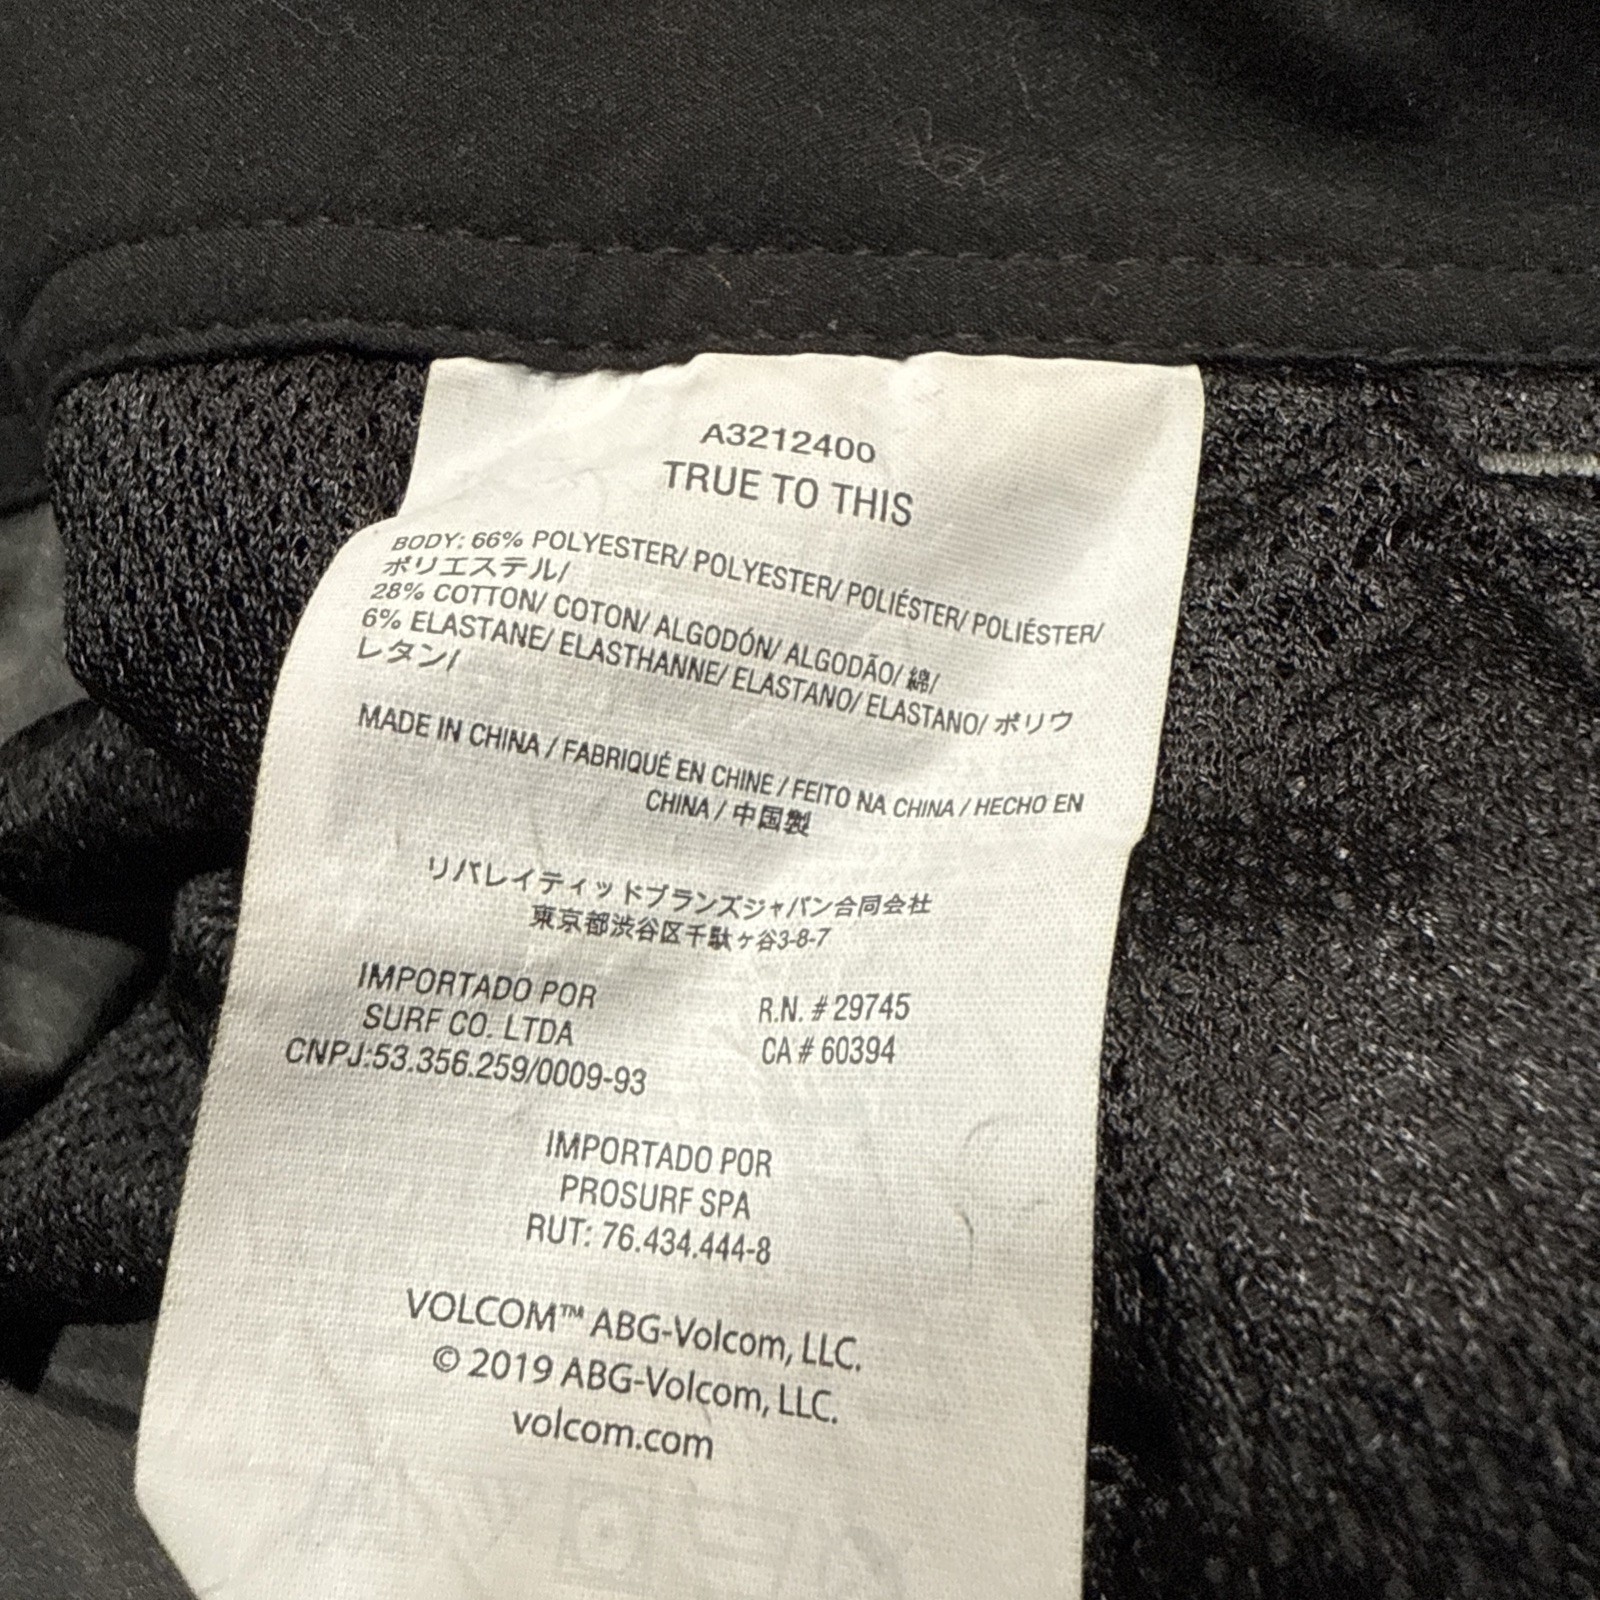 A3212400
TRUE TO THIS
BODY: 66% POLYESTER/ POLYESTER/ POLIÉSTER/ POLIÉSTER/
ポリエステル/
28% COTTON/ COTON/ ALGODÓN/ ALGODÃO/ 綿/
6% ELASTANE/ ELASTHANNE/ ELASTANO/ ELASTANO/ ポリウ
レタン/
MADE IN CHINA / FABRIQUÉ EN CHINE / FEITO NA CHINA / HECHO EN
CHINA / 中国製
リバレイティッドブランズジャパン合同会社
東京都渋谷区千駄ヶ谷3-8-7
IMPORTADO POR
SURF CO. LTDA
CNPJ:53.356.259/0009-93
R.N. # 29745
CA # 60394
IMPORTADO POR
PROSURF SPA
RUT: 76.434.444-8
VOLCOM™ ABG-Volcom, LLC.
© 2019 ABG-Volcom, LLC.
volcom.com